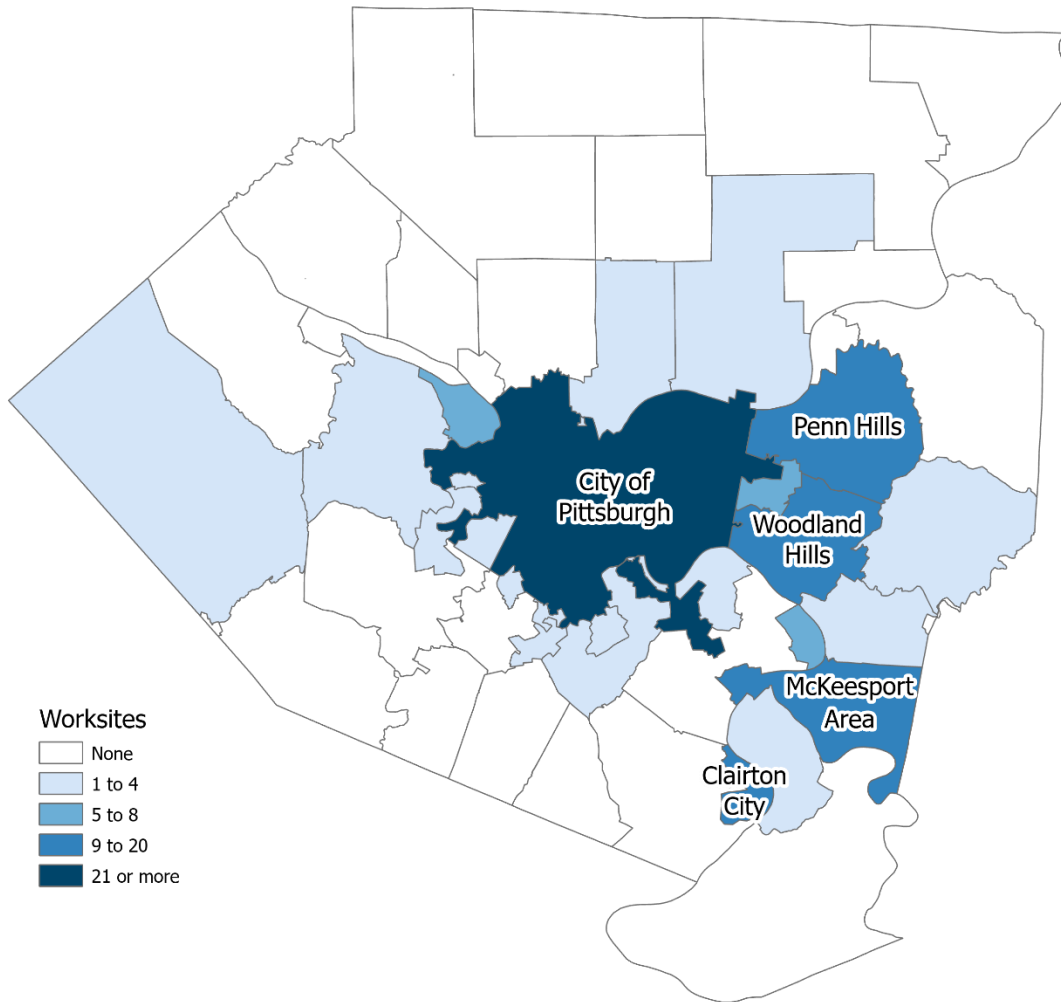 Penn Hills
City of
Pittsburgh
Woodland
Hills
McKeesport
Area
Clairton
City
Worksites
None
1 to 4
5 to 8
9 to 20
21 or more